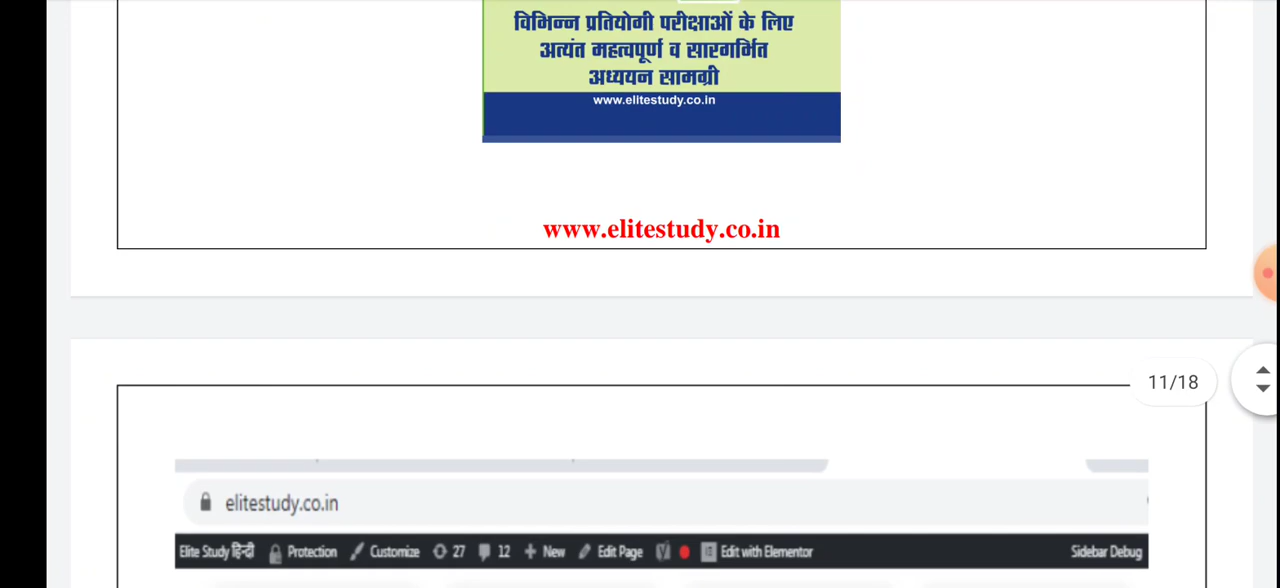 विभिन्न प्रतियोगी परीक्षाओं के लिए
अत्यंत महत्वपूर्ण व सारगर्भित
अध्ययन सामग्री
www.elitestudy.co.in
www.elitestudy.co.in
11/18
elitestudy.co.in
Elite Study हिन्दी Protection Customize 27 12 New Edit Page Edit with Elementor Sidebar Debug